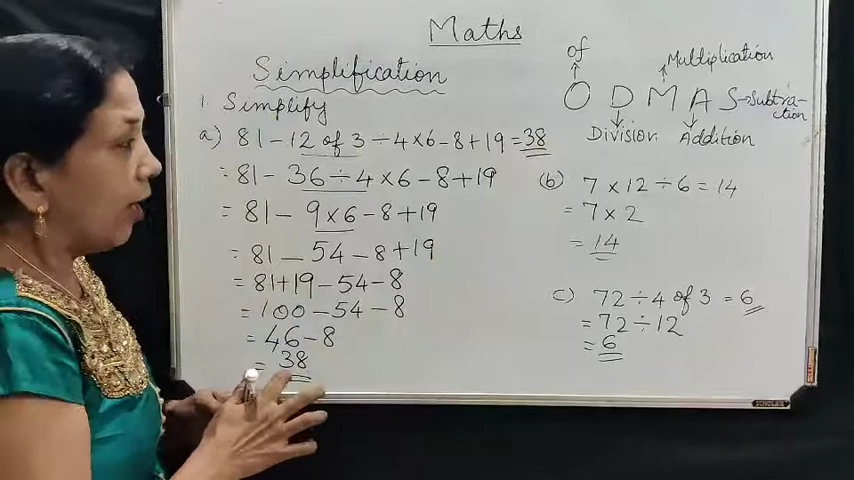 Maths
Simplification
1. Simplify
a) 81 - 12 of 3 ÷ 4 × 6 - 8 + 19 = 38
= 81 - 36 ÷ 4 × 6 - 8 + 19
= 81 - 9 × 6 - 8 + 19
= 81 - 54 - 8 + 19
= 81 + 19 - 54 - 8
= 100 - 54 - 8
= 46 - 8
= 38
of
Multiplication
O D M A S → Subtra-
ction
Division Addition
(b) 7 × 12 ÷ 6 = 14
= 7 × 2
= 14
c) 72 ÷ 4 of 3 = 6
= 72 ÷ 12
= 6